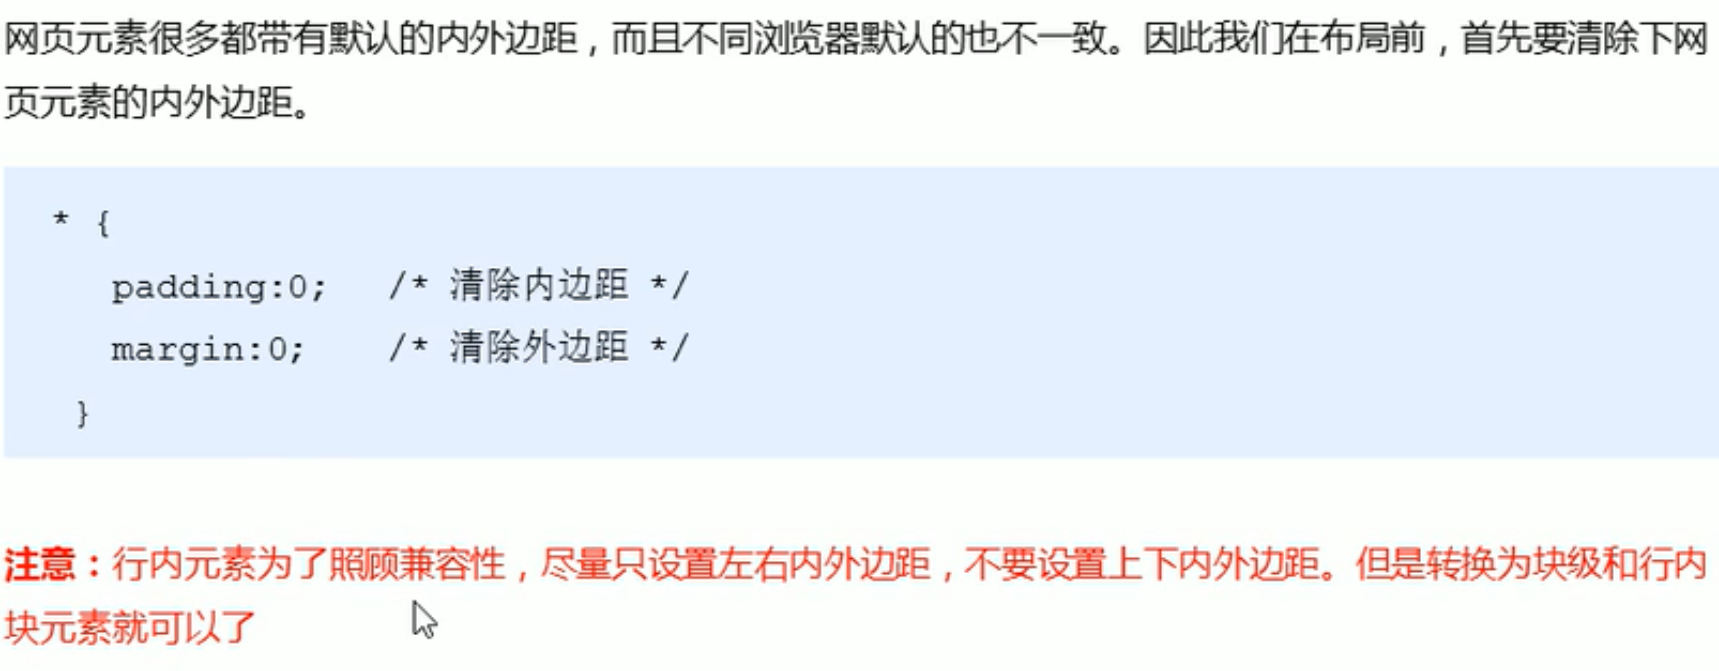 网页元素很多都带有默认的内外边距，而且不同浏览器默认的也不一致。因此我们在布局前，首先要清除下网
页元素的内外边距。
* {
padding:0; /* 清除内边距 */
margin:0; /* 清除外边距 */
}
注意：行内元素为了照顾兼容性，尽量只设置左右内外边距，不要设置上下内外边距。但是转换为块级和行内
块元素就可以了